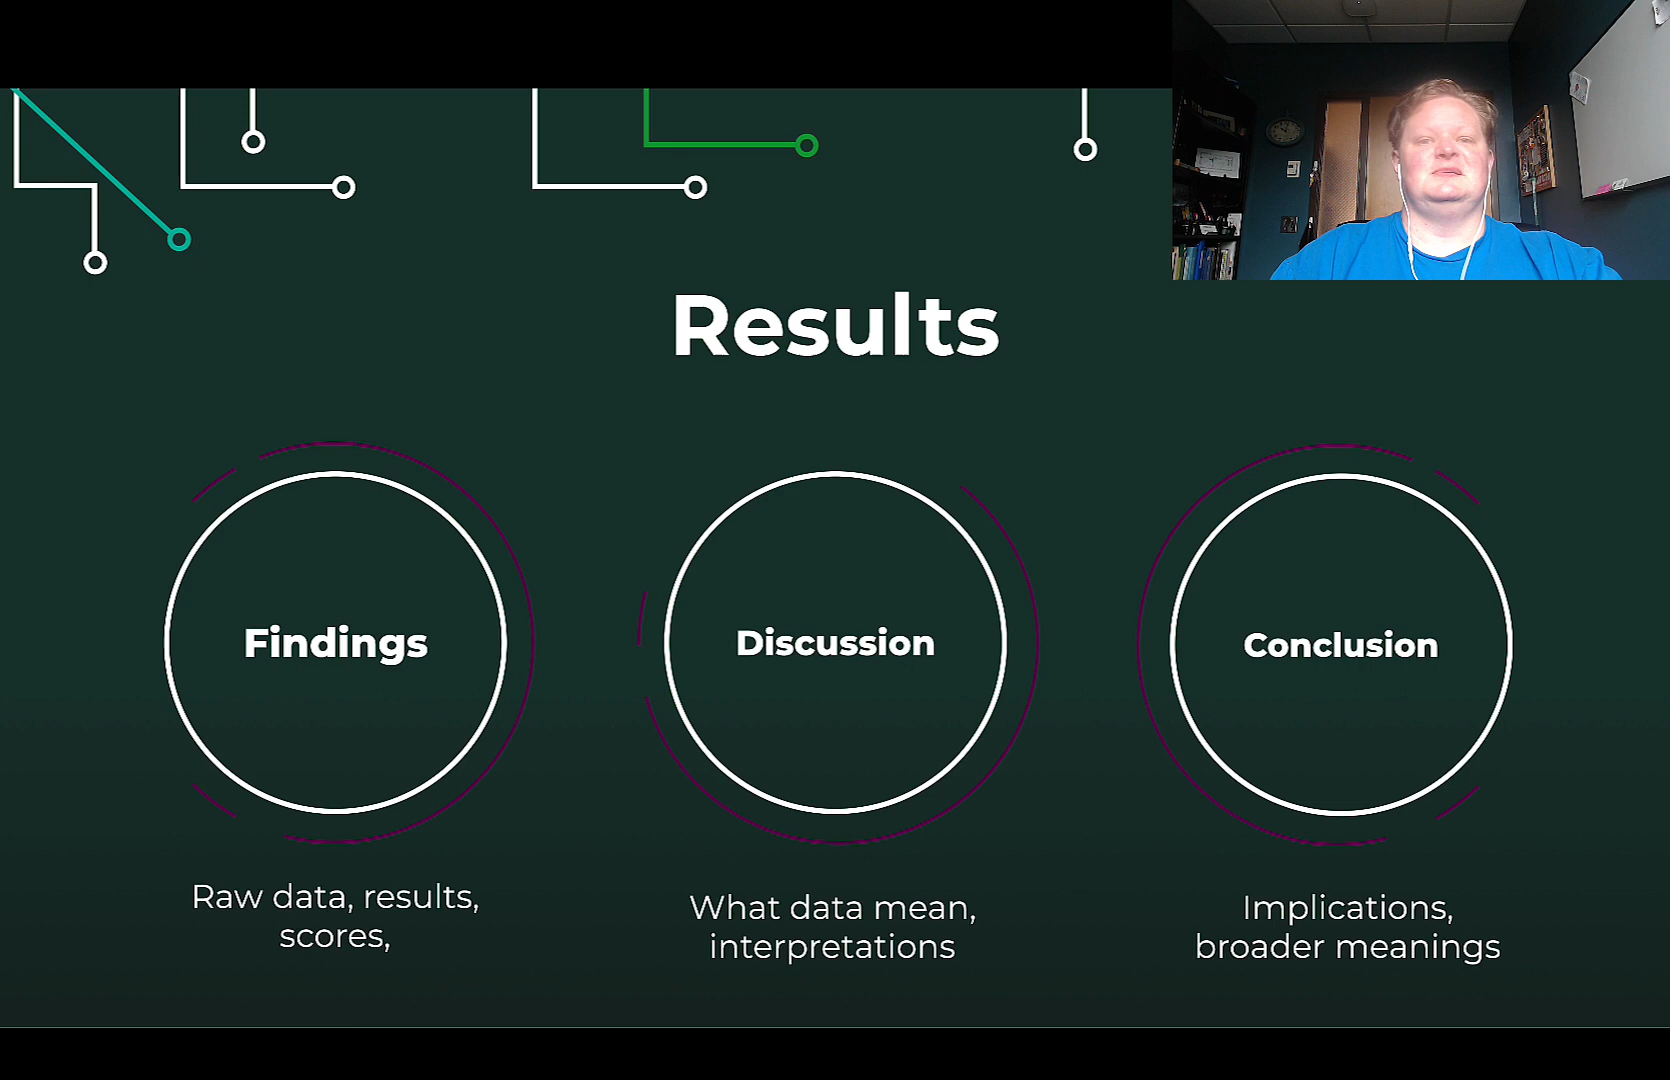 Results
Findings
Discussion
Conclusion
Raw data, results,
scores,
What data mean,
interpretations
Implications,
broader meanings